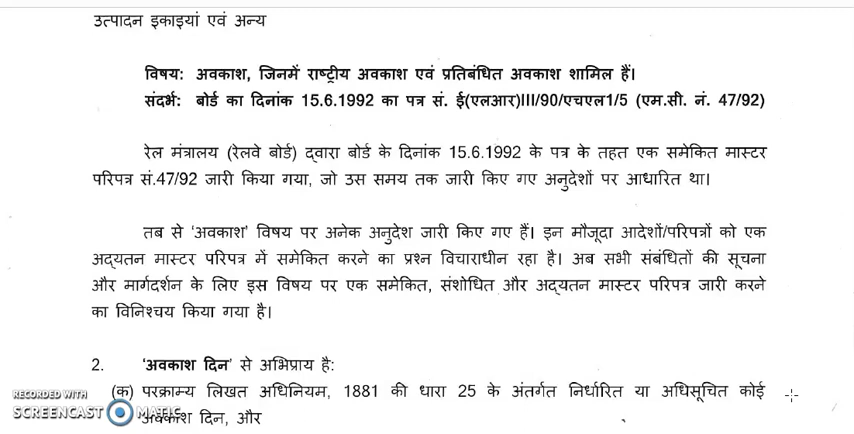 उत्पादन इकाइयां एवं अन्य
विषय: अवकाश, जिनमें राष्ट्रीय अवकाश एवं प्रतिबंधित अवकाश शामिल हैं।
संदर्भ: बोर्ड का दिनांक 15.6.1992 का पत्र सं. ई(एलआर)III/90/एचएल1/5 (एम.सी. नं. 47/92)
रेल मंत्रालय (रेलवे बोर्ड) द्वारा बोर्ड के दिनांक 15.6.1992 के पत्र के तहत एक समेकित मास्टर
परिपत्र सं.47/92 जारी किया गया, जो उस समय तक जारी किए गए अनुदेशों पर आधारित था।
तब से ‘अवकाश’ विषय पर अनेक अनुदेश जारी किए गए हैं। इन मौजूदा आदेशों/परिपत्रों को एक
अद्यतन मास्टर परिपत्र में समेकित करने का प्रश्न विचाराधीन रहा है। अब सभी संबंधितों की सूचना
और मार्गदर्शन के लिए इस विषय पर एक समेकित, संशोधित और अद्यतन मास्टर परिपत्र जारी करने
का विनिश्चय किया गया है।
2. ‘अवकाश दिन’ से अभिप्राय है:
(क) परक्राम्य लिखत अधिनियम, 1881 की धारा 25 के अंतर्गत निर्धारित या अधिसूचित कोई
अवकाश दिन, और
RECORDED WITH
SCREENCAST MATIC